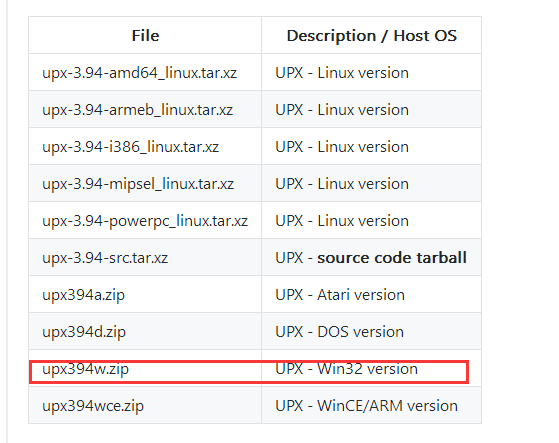 File Description / Host OS
upx-3.94-amd64_linux.tar.xz UPX - Linux version
upx-3.94-armeb_linux.tar.xz UPX - Linux version
upx-3.94-i386_linux.tar.xz UPX - Linux version
upx-3.94-mipsel_linux.tar.xz UPX - Linux version
upx-3.94-powerpc_linux.tar.xz UPX - Linux version
upx-3.94-src.tar.xz UPX - source code tarball
upx394a.zip UPX - Atari version
upx394d.zip UPX - DOS version
upx394w.zip UPX - Win32 version
upx394wce.zip UPX - WinCE/ARM version